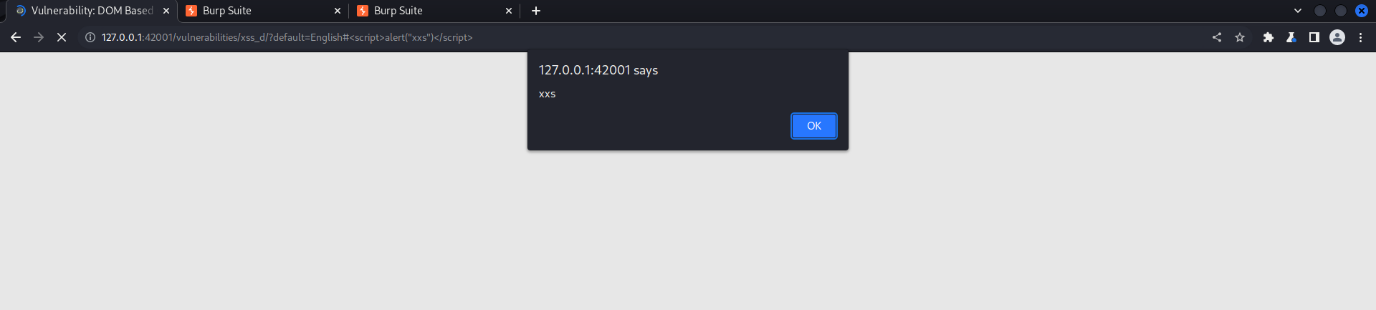 Vulnerability: DOM Based
Burp Suite
Burp Suite
127.0.0.1:42001/vulnerabilities/xss_d/?default=English#<script>alert("xxs")</script>
127.0.0.1:42001 says
xxs
OK